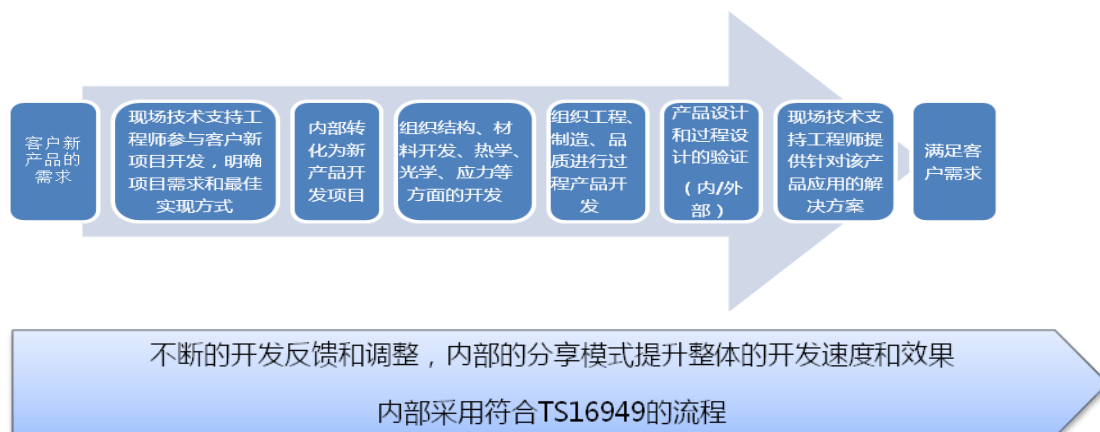 客户新
产品的
需求
现场技术支持工
程师参与客户新
项目开发，明确
项目需求和最佳
实现方式
内部转
化为新
产品开
发项目
组织结构、材
料开发、热学、
光学、应力等
方面的开发
组织工程、
制造、品
质进行过
程产品开
发
产品设计
和过程设
计的验证
（内/外
部）
现场技术支
持工程师提
供针对该产
品应用的解
决方案
满足客
户需求
不断的开发反馈和调整，内部的分享模式提升整体的开发速度和效果
内部采用符合TS16949的流程